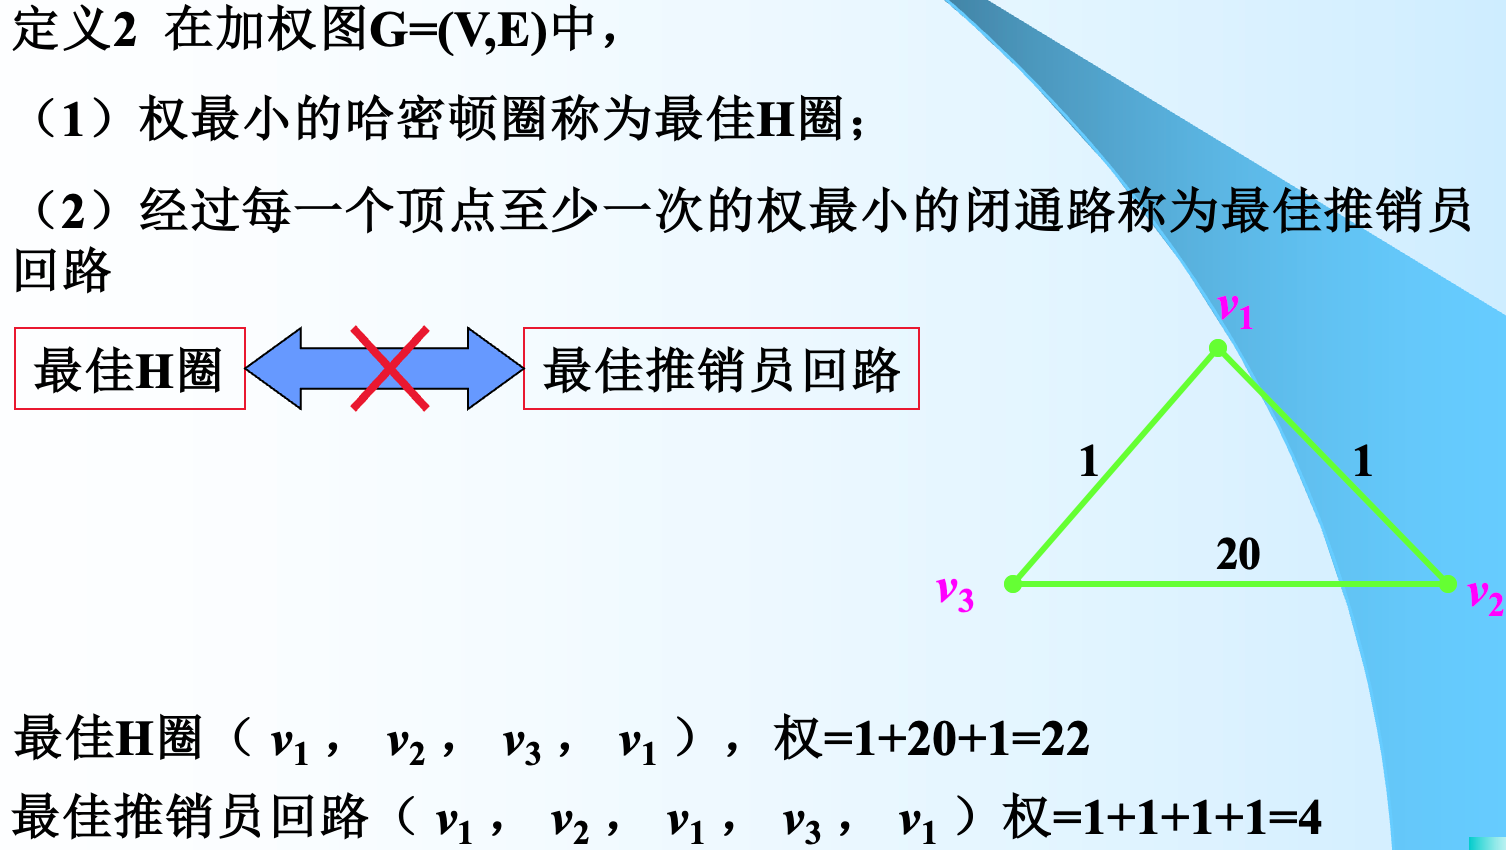 定义2 在加权图G=(V,E)中，
（1）权最小的哈密顿圈称为最佳H圈；
（2）经过每一个顶点至少一次的权最小的闭通路称为最佳推销员
回路
最佳H圈
最佳推销员回路
v1
1
1
20
v3
v2
最佳H圈（ v1 ， v2 ， v3 ， v1 ），权=1+20+1=22
最佳推销员回路（ v1 ， v2 ， v1 ， v3 ， v1 ）权=1+1+1+1=4